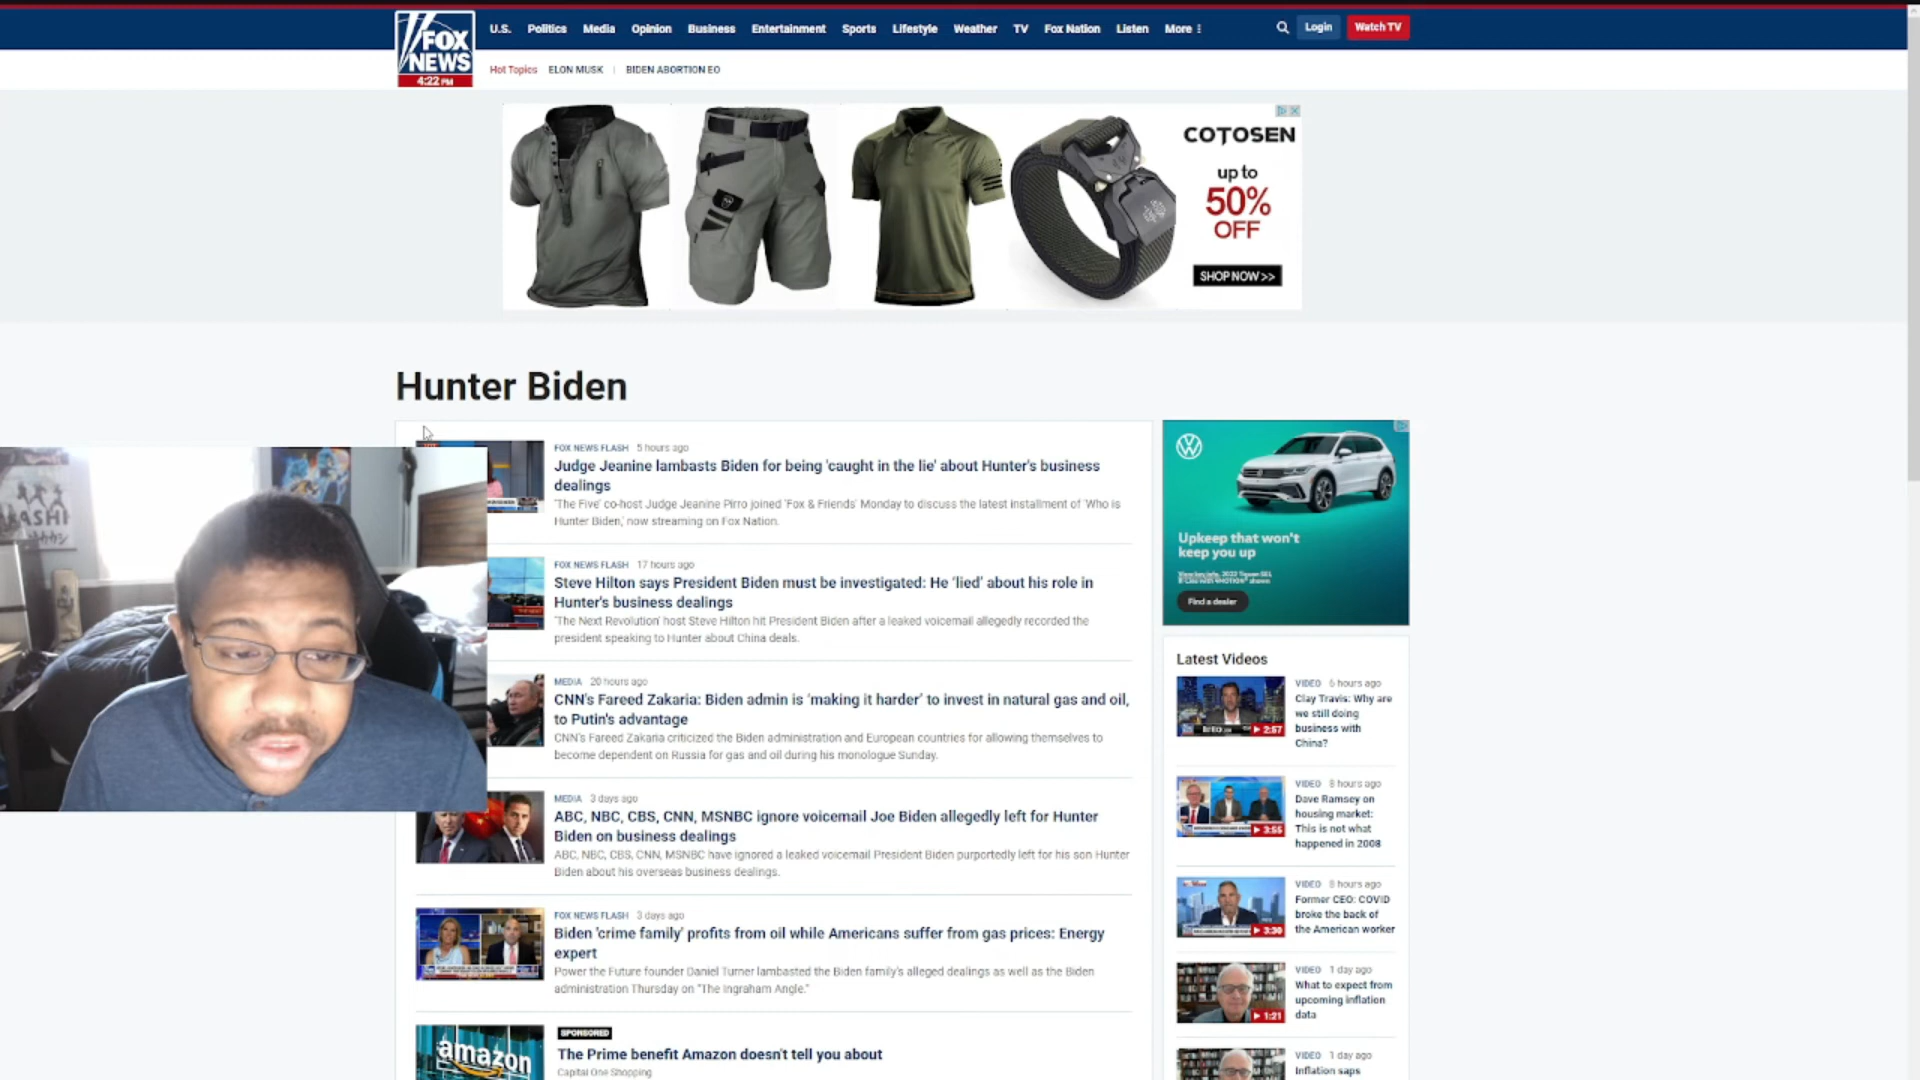 FOX
NEWS
4:22 PM
U.S. Politics Media Opinion Business Entertainment Sports Lifestyle Weather TV Fox Nation Listen More
Login
Watch TV
Hot Topics ELON MUSK BIDEN ABORTION EO
COTOSEN
up to
50%
OFF
SHOP NOW >>
Hunter Biden
FOX NEWS FLASH 5 hours ago
Judge Jeanine lambasts Biden for being 'caught in the lie' about Hunter's business
dealings
'The Five' co-host Judge Jeanine Pirro joined 'Fox & Friends' Monday to discuss the latest installment of 'Who is
Hunter Biden,' now streaming on Fox Nation.
FOX NEWS FLASH 17 hours ago
Steve Hilton says President Biden must be investigated: He 'lied' about his role in
Hunter's business dealings
'The Next Revolution' host Steve Hilton hit President Biden after a leaked voicemail allegedly recorded the
president speaking to Hunter about China deals.
MEDIA 20 hours ago
CNN's Fareed Zakaria: Biden admin is 'making it harder' to invest in natural gas and oil,
to Putin's advantage
CNN's Fareed Zakaria criticized the Biden administration and European countries for allowing themselves to
become dependent on Russia for gas and oil during his monologue Sunday.
MEDIA 3 days ago
ABC, NBC, CBS, CNN, MSNBC ignore voicemail Joe Biden allegedly left for Hunter
Biden on business dealings
ABC, NBC, CBS, CNN, MSNBC have ignored a leaked voicemail President Biden purportedly left for his son Hunter
Biden about his overseas business dealings.
FOX NEWS FLASH 3 days ago
Biden 'crime family' profits from oil while Americans suffer from gas prices: Energy
expert
Power the Future founder Daniel Turner lambasted the Biden family's alleged dealings as well as the Biden
administration Thursday on "The Ingraham Angle."
amazon
SPONSORED
The Prime benefit Amazon doesn't tell you about
Capital One Shopping
Upkeep that won't
keep you up
Find a dealer
Latest Videos
VIDEO 6 hours ago
Clay Travis: Why are
we still doing
business with
China?
2:57
VIDEO 8 hours ago
Dave Ramsey on
housing market:
This is not what
happened in 2008
3:55
VIDEO 8 hours ago
Former CEO: COVID
broke the back of
the American worker
3:30
VIDEO 1 day ago
What to expect from
upcoming inflation
data
1:21
VIDEO 1 day ago
Inflation saps